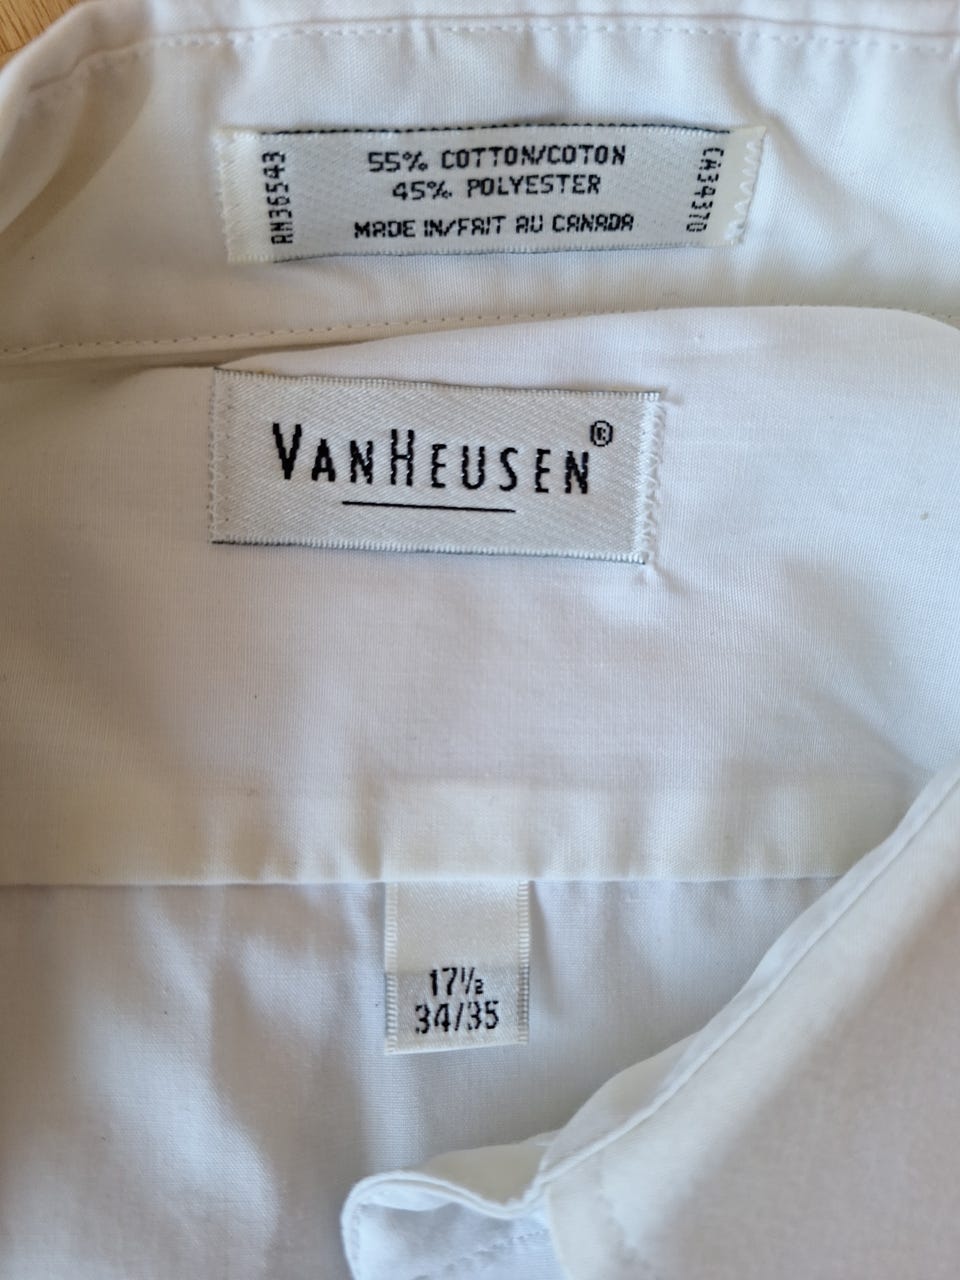 RN36543
55% COTTON/COTON
45% POLYESTER
MADE IN/FAIT AU CANADA
CA34370
VANHEUSEN®
17½
34/35